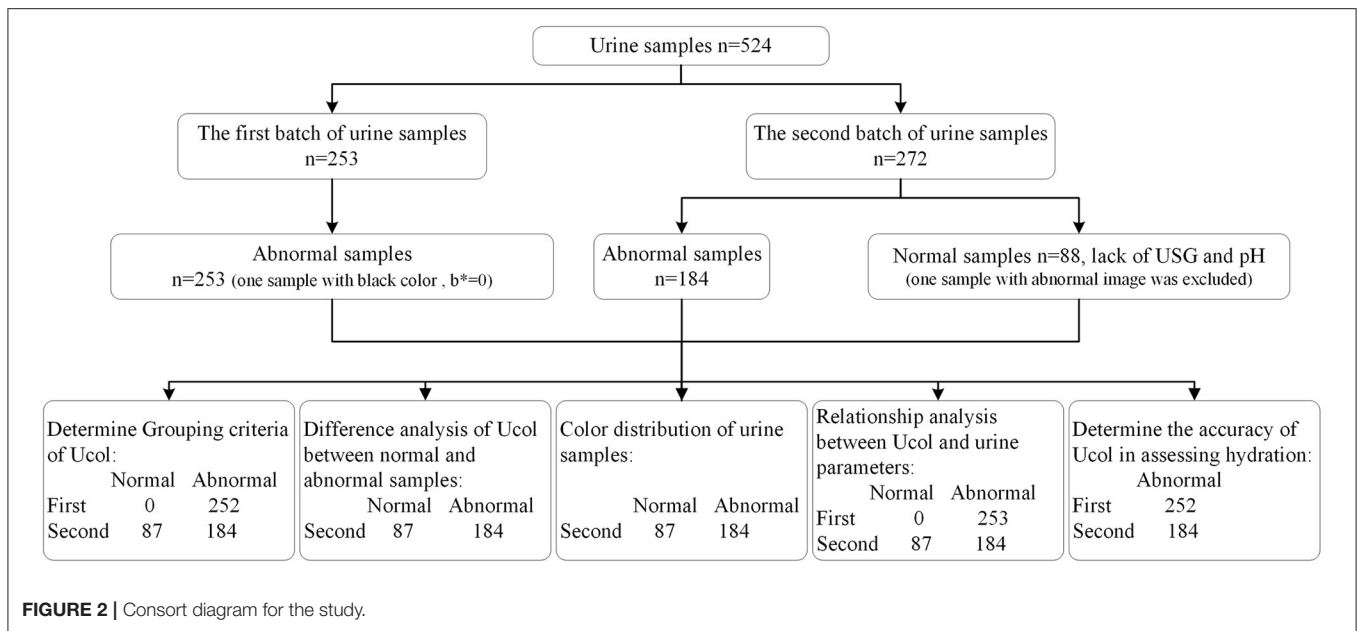 Urine samples n=524
The first batch of urine samples
n=253
The second batch of urine samples
n=272
Abnormal samples
n=253 (one sample with black color , b*=0)
Abnormal samples
n=184
Normal samples n=88, lack of USG and pH
(one sample with abnormal image was excluded)
Determine Grouping criteria
of Ucol:
Normal Abnormal
First 0 252
Second 87 184
Difference analysis of Ucol
between normal and
abnormal samples:
Normal Abnormal
Second 87 184
Color distribution of urine
samples:
Normal Abnormal
Second 87 184
Relationship analysis
between Ucol and urine
parameters:
Normal Abnormal
First 0 253
Second 87 184
Determine the accuracy of
Ucol in assessing hydration:
Abnormal
First 252
Second 184
FIGURE 2 | Consort diagram for the study.